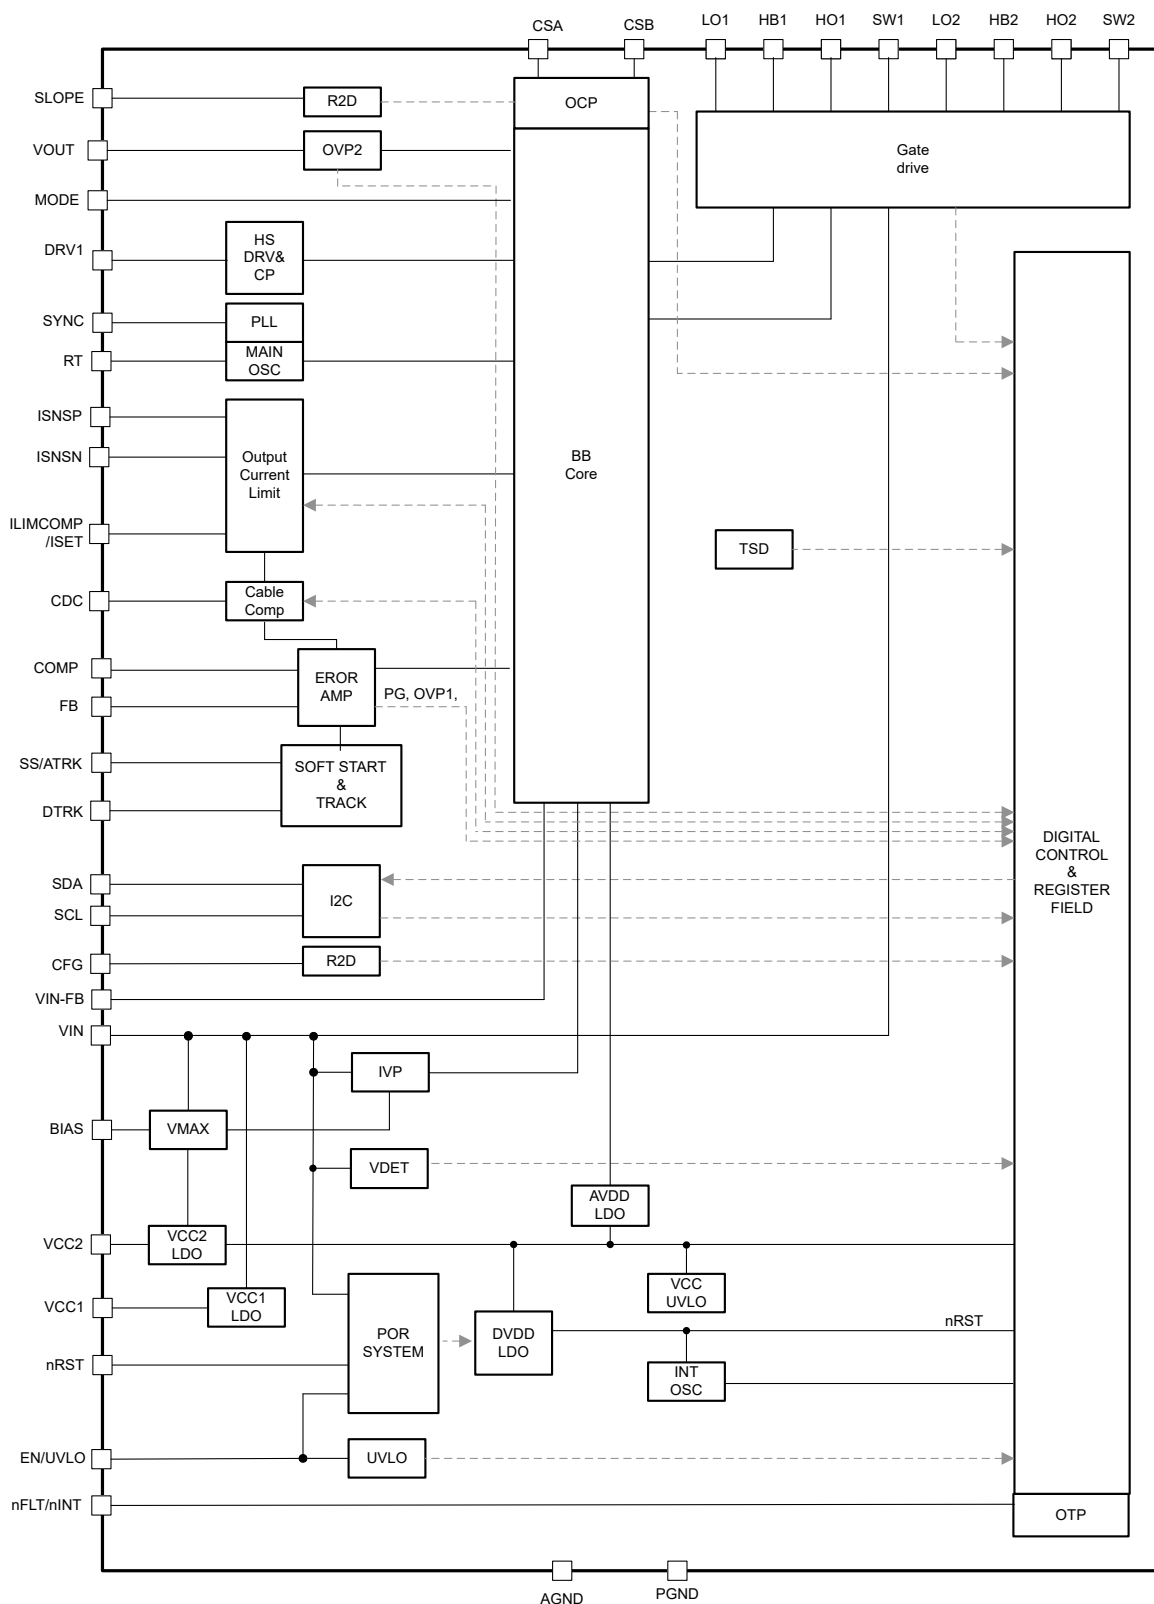 CSA
CSB
LO1
HB1
HO1
SW1
LO2
HB2
HO2
SW2
SLOPE
R2D
OCP
VOUT
OVP2
Gate
drive
MODE
DRV1
HS
DRV&
CP
SYNC
PLL
RT
MAIN
OSC
ISNSP
ISNSN
Output
Current
Limit
BB
Core
ILIMCOMP
/ISET
TSD
CDC
Cable
Comp
COMP
EROR
AMP
FB
PG, OVP1,
SS/ATRK
SOFT START
&
TRACK
DTRK
DIGITAL
CONTROL
&
REGISTER
FIELD
SDA
I2C
SCL
CFG
R2D
VIN-FB
VIN
IVP
BIAS
VMAX
VDET
AVDD
LDO
VCC2
VCC2
LDO
VCC
UVLO
VCC1
VCC1
LDO
POR
SYSTEM
DVDD
LDO
nRST
nRST
INT
OSC
EN/UVLO
UVLO
nFLT/nINT
OTP
AGND
PGND